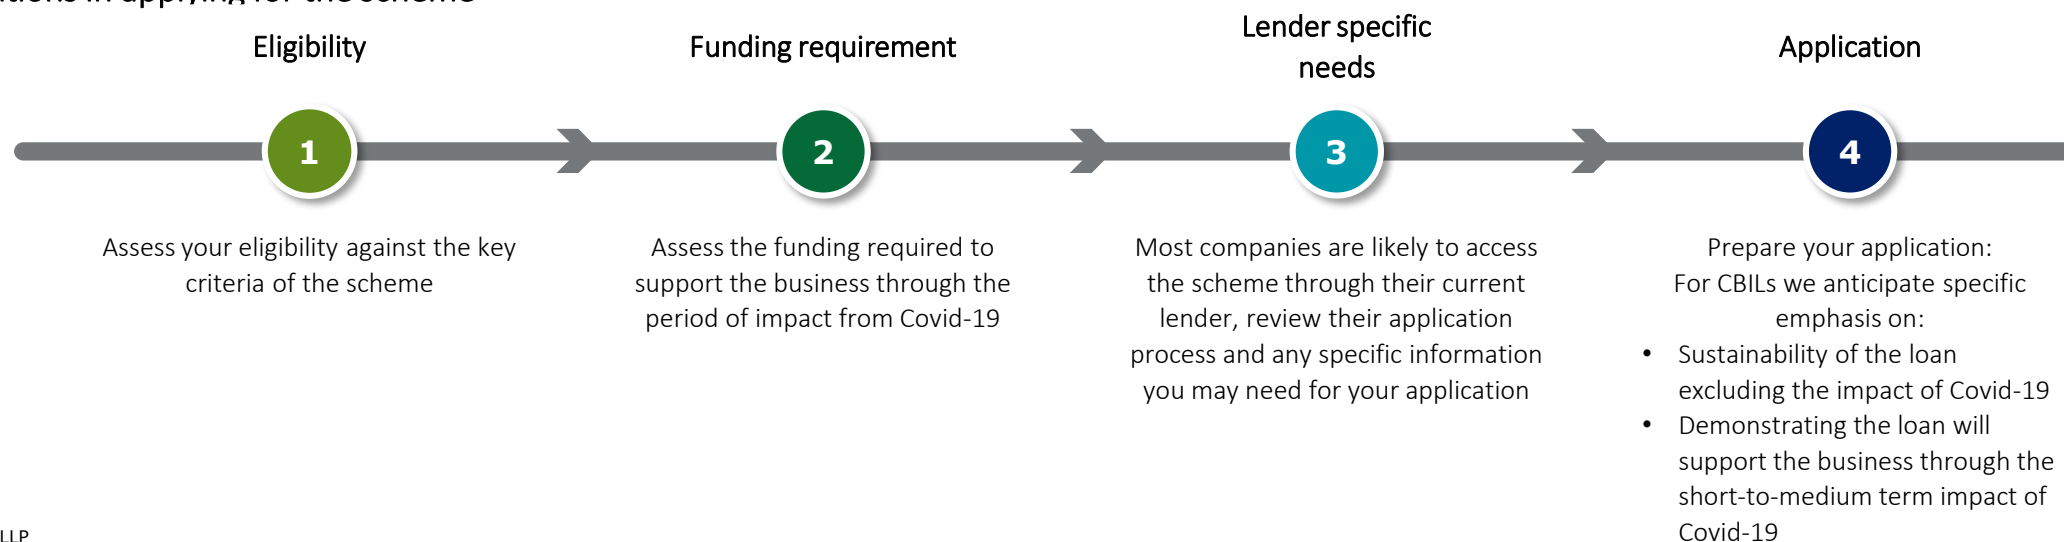 in applying for the scheme
Eligibility
Funding requirement
Lender specific
needs
Application
1
2
3
4
Assess your eligibility against the key
criteria of the scheme
Assess the funding required to
support the business through the
period of impact from Covid-19
Most companies are likely to access
the scheme through their current
lender, review their application
process and any specific information
you may need for your application
Prepare your application:
For CBILs we anticipate specific
emphasis on:
• Sustainability of the loan
excluding the impact of Covid-19
• Demonstrating the loan will
support the business through the
short-to-medium term impact of
Covid-19
LLP